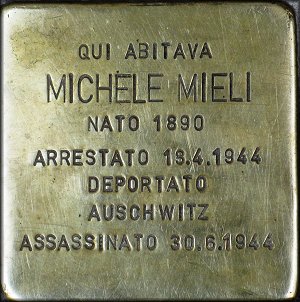 QUI ABITAVA
MICHELE MIELI
NATO 1890
ARRESTATO 19.4.1944
DEPORTATO
AUSCHWITZ
ASSASSINATO 30.6.1944